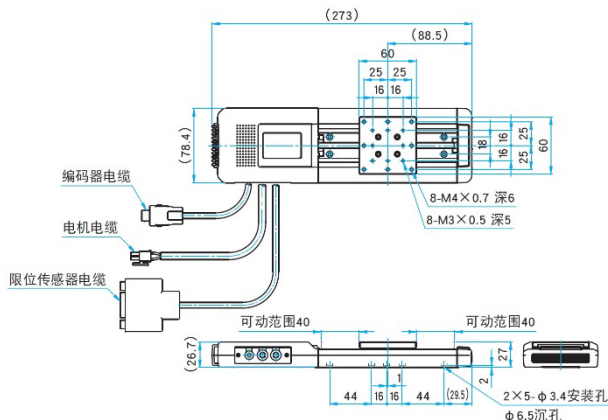 (273)
(88.5)
60
25 25
16 16
(78.4)
18
16
16
25
25
60
编码器电缆
8-M4×0.7 深6
8-M3×0.5 深5
电机电缆
限位传感器电缆
可动范围40
可动范围40
(26.7)
27
2
1
44 16 16 44 (29.5)
2×5-φ3.4安装孔
φ6.5沉孔